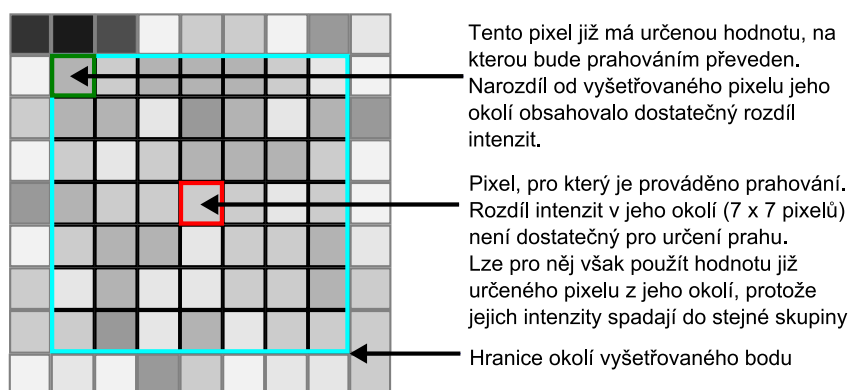 Tento pixel již má určenou hodnotu, na
kterou bude prahováním převeden.
Narozdíl od vyšetřovaného pixelu jeho
okolí obsahovalo dostatečný rozdíl
intenzit.
Pixel, pro který je prováděno prahování.
Rozdíl intenzit v jeho okolí (7 x 7 pixelů)
není dostatečný pro určení prahu.
Lze pro něj však použít hodnotu již
určeného pixelu z jeho okolí, protože
jejich intenzity spadají do stejné skupiny
Hranice okolí vyšetřovaného bodu